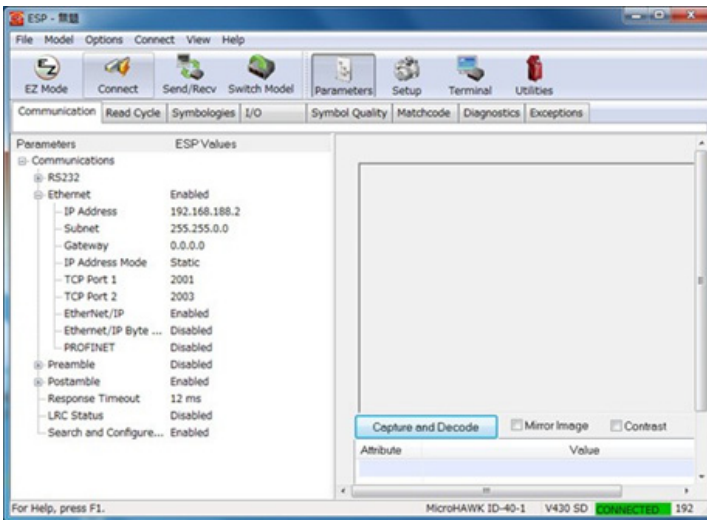 ESP - 無題
File Model Options Connect View Help
EZ Mode Connect Send/Recv Switch Model Parameters Setup Terminal Utilities
Communication Read Cycle Symbologies I/O Symbol Quality Matchcode Diagnostics Exceptions
Parameters ESP Values
Communications
RS232
Ethernet Enabled
IP Address 192.168.188.2
Subnet 255.255.0.0
Gateway 0.0.0.0
IP Address Mode Static
TCP Port 1 2001
TCP Port 2 2003
EtherNet/IP Enabled
Ethernet/IP Byte ... Disabled
PROFINET Disabled
Preamble Disabled
Postamble Enabled
Response Timeout 12 ms
LRC Status Disabled
Search and Configure... Enabled
Capture and Decode Mirror Image Contrast
Attribute Value
For Help, press F1. MicroHAWK ID-40-1 V430 SD CONNECTED 192